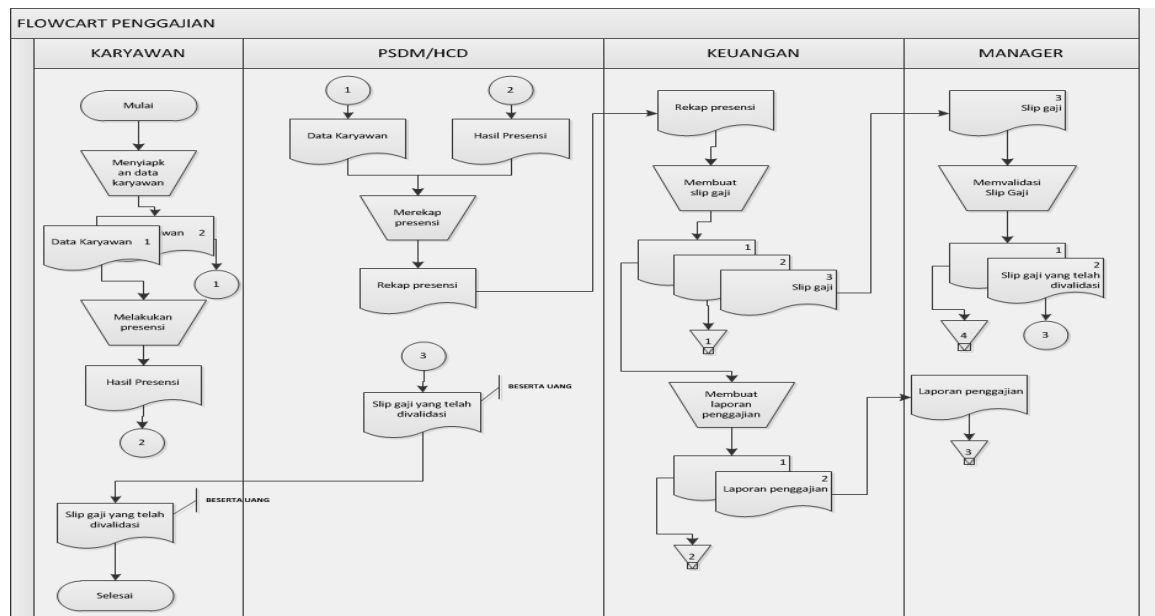 FLOWCART PENGGAJIAN
KARYAWAN
PSDM/HCD
KEUANGAN
MANAGER
Mulai
Menyiapk
an data
karyawan
wan 2
Data Karyawan 1
1
Melakukan
presensi
Hasil Presensi
2
Slip gaji yang telah
divalidasi
BESERTA UANG
Selesai
1
2
Data Karyawan
Hasil Presensi
Merekap
presensi
Rekap presensi
3
Slip gaji yang telah
divalidasi
BESERTA UANG
Rekap presensi
Membuat
slip gaji
1
2
3
Slip gaji
1
Membuat
laporan
penggajian
1
2
Laporan penggajian
2
3
Slip gaji
Memvalidasi
Slip Gaji
1
2
Slip gaji yang telah
divalidasi
4
3
Laporan penggajian
3